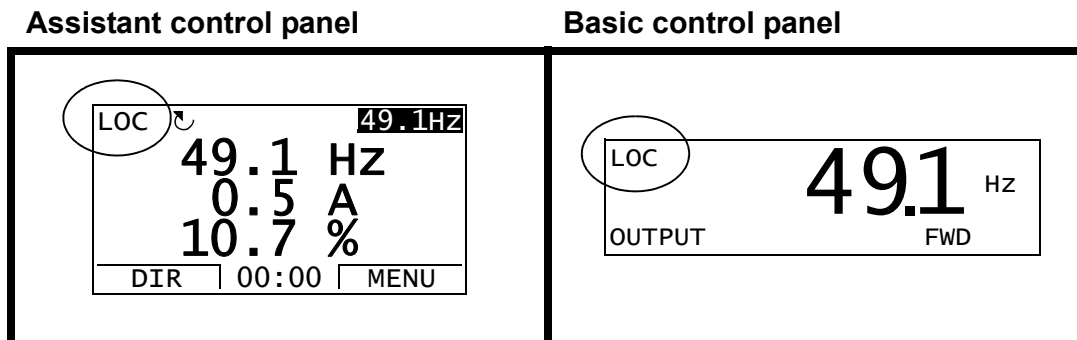 Assistant control panel
Basic control panel
LOC 49.1Hz
49.1 Hz
0.5 A
10.7 %
DIR 00:00 MENU
LOC
49.1 Hz
OUTPUT FWD